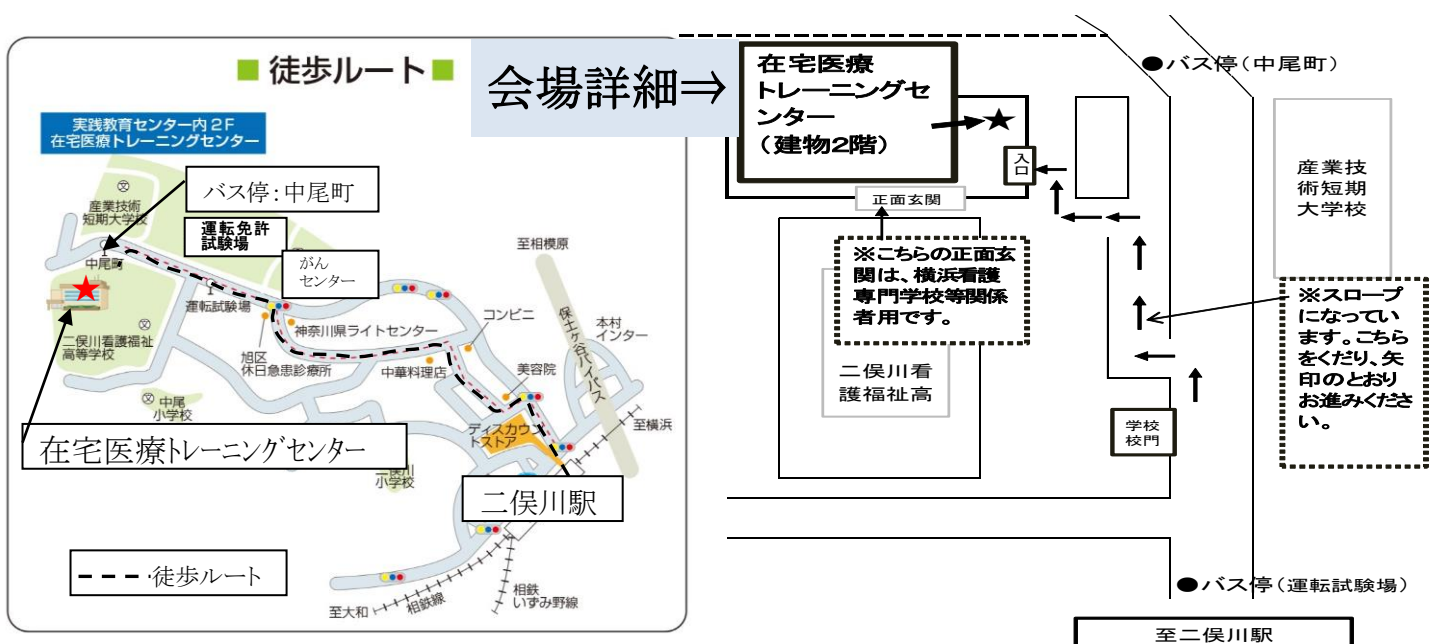 ■ 徒歩ルート ■
実践教育センター内２Ｆ
在宅医療トレーニングセンター
バス停：中尾町
産業技術
短期大学校
運転免許
試験場
がん
センター
中尾町
運転試験場
二俣川看護福祉
高等学校
旭区
休日急患診療所
神奈川県ライトセンター
中華料理店
コンビニ
美容院
至相模原
保土ヶ谷バイパス
本村
インター
至横浜
中尾
小学校
在宅医療トレーニングセンター
ディスカウン
トストア
二俣川
小学校
二俣川駅
徒歩ルート
至大和
相鉄線
相鉄
いずみ野線
会場詳細⇒
在宅医療
トレーニングセ
ンター
（建物2階）
入口
正面玄関
※こちらの正面玄
関は、横浜看護
専門学校等関係
者用です。
二俣川看
護福祉高
●バス停（中尾町）
産業技
術短期
大学校
※スロープ
になってい
ます。こちら
をくだり、矢
印のとおり
お進みくださ
い。
学校
校門
●バス停（運転試験場）
至二俣川駅